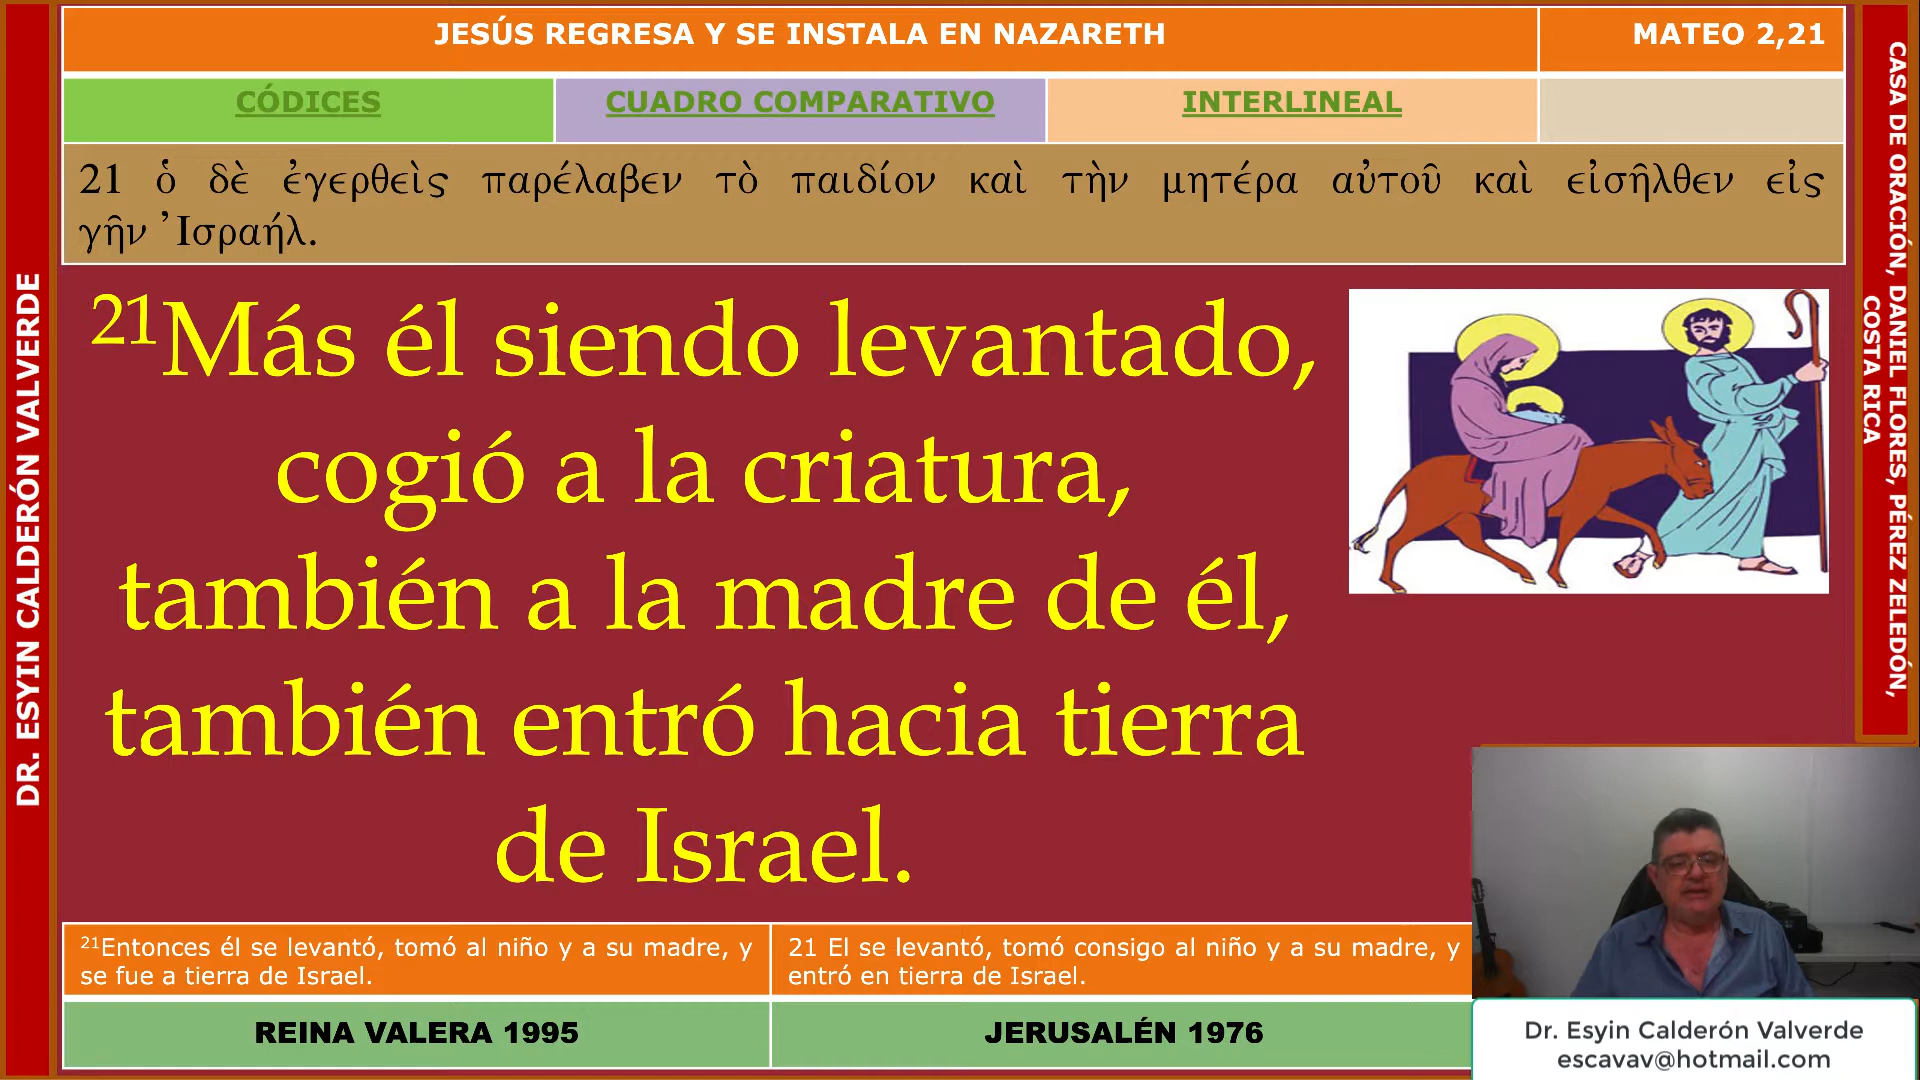 JESÚS REGRESA Y SE INSTALA EN NAZARETH
MATEO 2,21
CÓDICES
CUADRO COMPARATIVO
INTERLINEAL
21 ὁ δὲ ἐγερθεὶς παρέλαβεν τὸ παιδίον καὶ τὴν μητέρα αὐτοῦ καὶ εἰσῆλθεν εἰς
γῆν ᾿Ισραήλ.
21Más él siendo levantado,
cogió a la criatura,
también a la madre de él,
también entró hacia tierra
de Israel.
21Entonces él se levantó, tomó al niño y a su madre, y
se fue a tierra de Israel.
21 El se levantó, tomó consigo al niño y a su madre, y
entró en tierra de Israel.
REINA VALERA 1995
JERUSALÉN 1976
DR. ESYIN CALDERÓN VALVERDE
CASA DE ORACIÓN, DANIEL FLORES, PÉREZ ZELEDÓN,
COSTA RICA
Dr. Esyin Calderón Valverde
escavav@hotmail.com